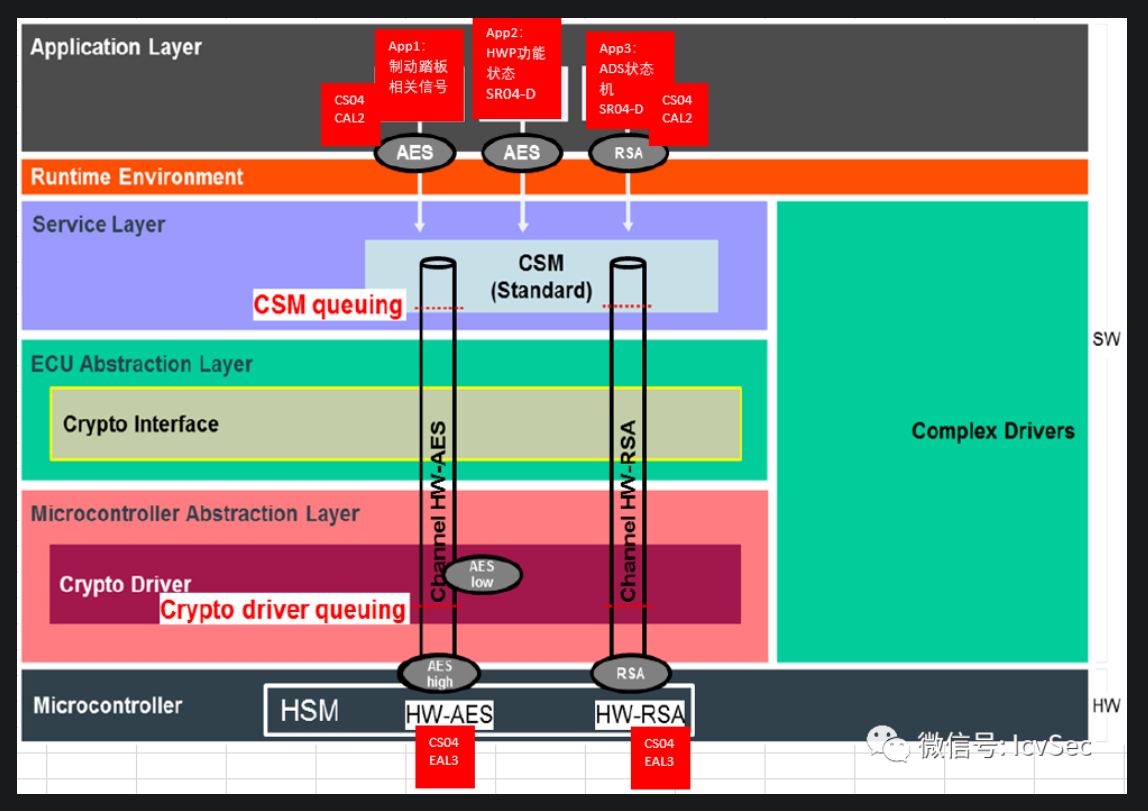 Application Layer
App1:
制动踏板
相关信号
App2:
HWP功能
状态
SR04-D
App3:
ADS状态
机
SR04-D
CS04
CAL2
CS04
CAL2
AES
AES
RSA
Runtime Environment
Service Layer
CSM
(Standard)
CSM queuing
SW
ECU Abstraction Layer
Crypto Interface
Complex Drivers
Channel HW-AES
Channel HW-RSA
Microcontroller Abstraction Layer
Crypto Driver
AES
low
Crypto driver queuing
AES
high
RSA
Microcontroller
HSM
HW-AES
HW-RSA
HW
CS04
EAL3
CS04
EAL3
微信号: IcvSec